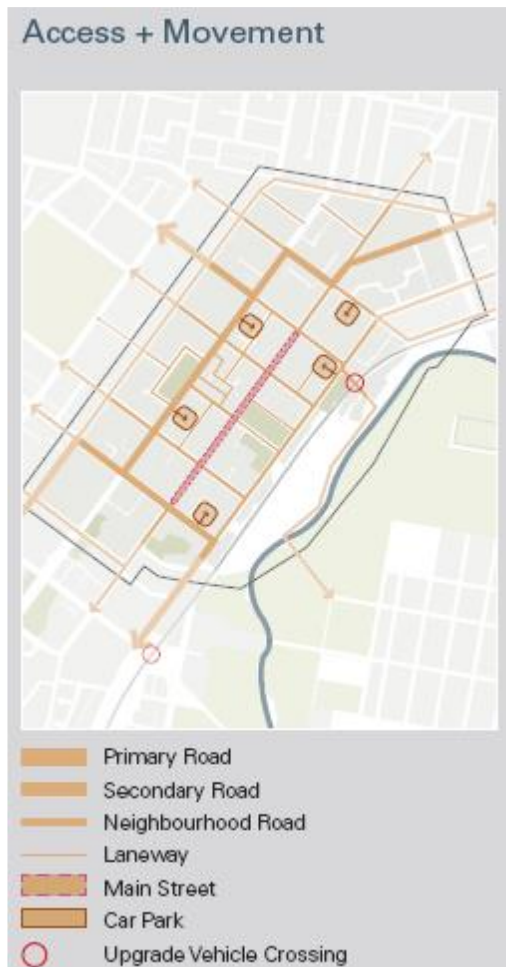 Access + Movement
Primary Road
Secondary Road
Neighbourhood Road
Laneway
Main Street
Car Park
Upgrade Vehicle Crossing